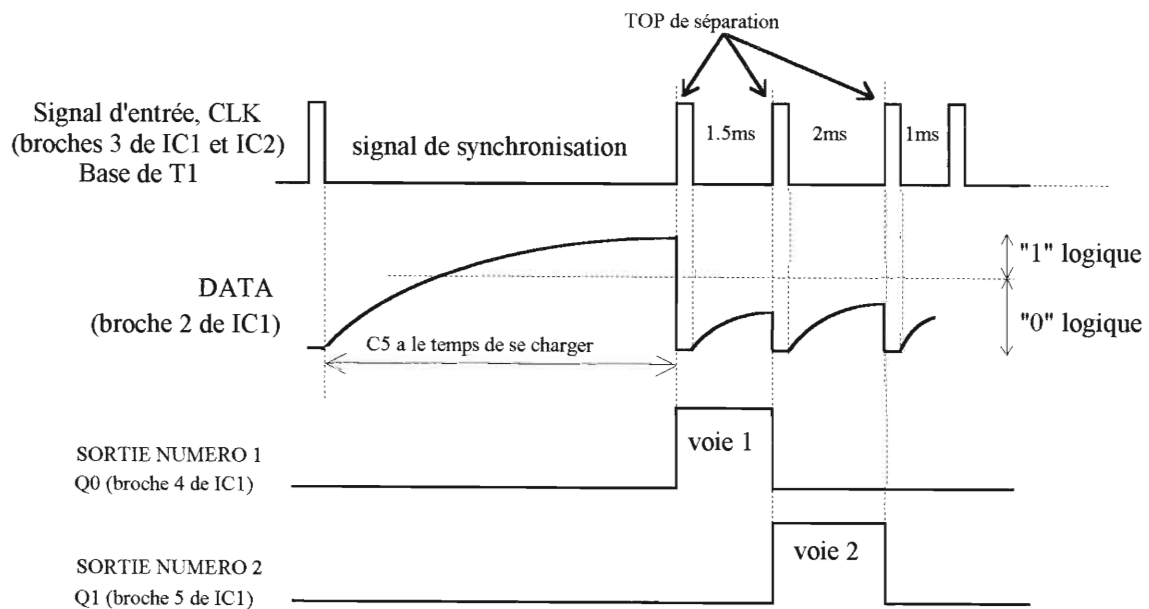 TOP de séparation
Signal d'entrée, CLK
(broches 3 de IC1 et IC2)
Base de T1
signal de synchronisation
1.5ms
2ms
1ms
DATA
(broche 2 de IC1)
"1" logique
"0" logique
C5 a le temps de se charger
SORTIE NUMERO 1
Q0 (broche 4 de IC1)
voie 1
SORTIE NUMERO 2
Q1 (broche 5 de IC1)
voie 2